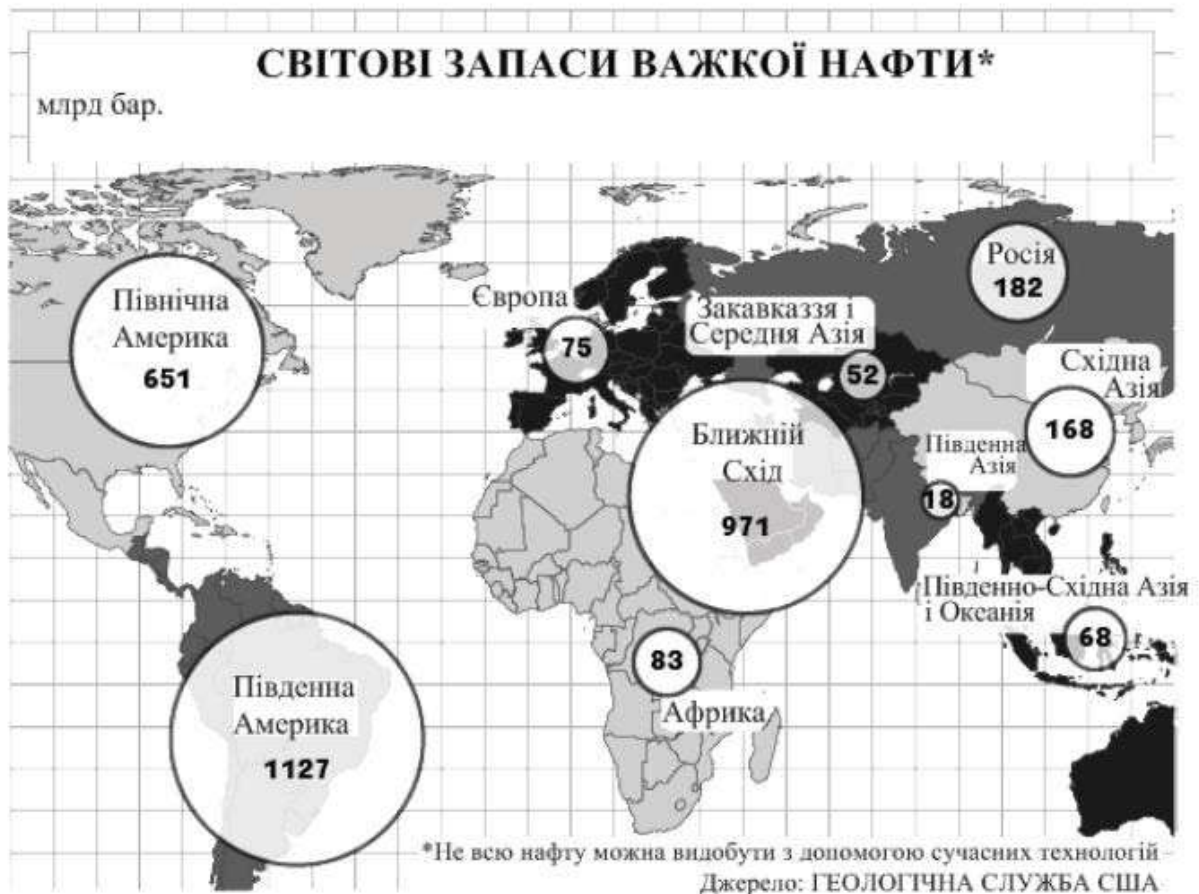 СВІТОВІ ЗАПАСИ ВАЖКОЇ НАФТИ*
млрд бар.
Північна
Америка
651
Європа
75
Закавказзя і
Середня Азія
52
Росія
182
Східна
Азія
168
Ближній
Схід
971
Південна
Азія
18
Південно-Східна Азія
і Океанія
68
83
Африка
Південна
Америка
1127
*Не всю нафту можна видобути з допомогою сучасних технологій
Джерело: ГЕОЛОГІЧНА СЛУЖБА США